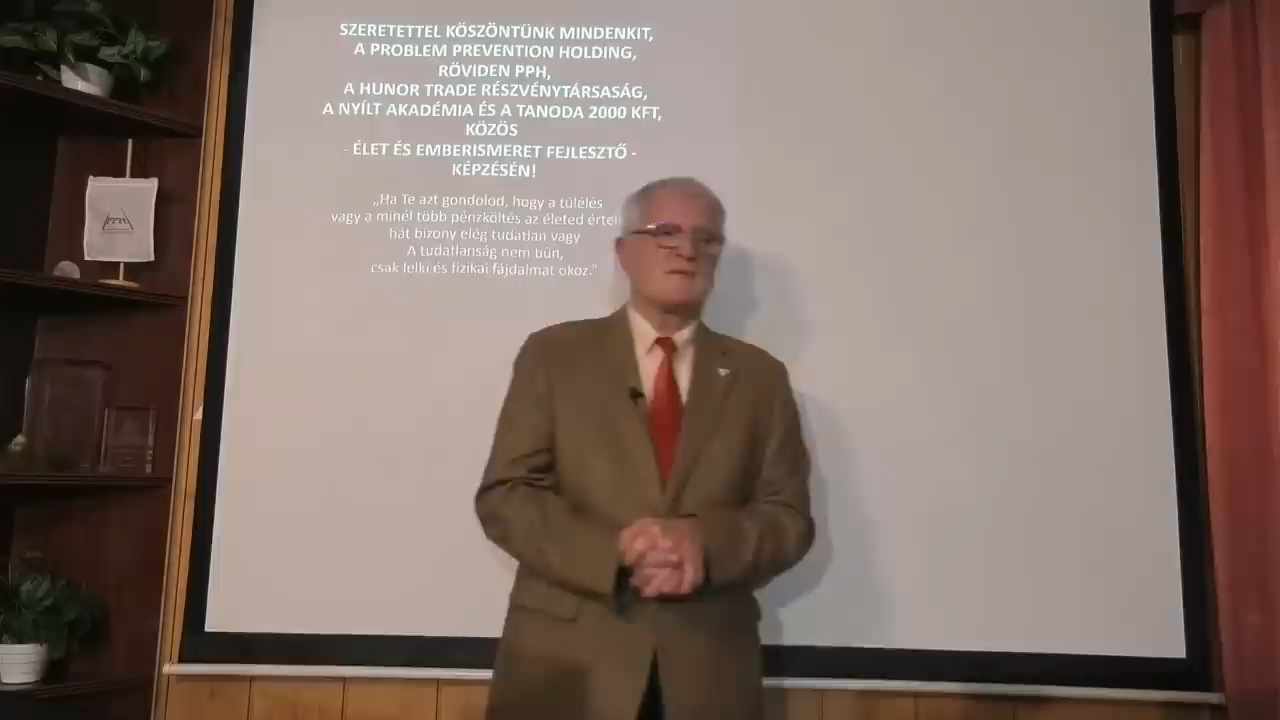 SZERETETTEL KÖSZÖNTÜNK MINDENKIT,
A PROBLEM PREVENTION HOLDING,
RÖVIDEN PPH,
A HUNOR TRADE RÉSZVÉNYTÁRSASÁG,
A NYÍLT AKADÉMIA ÉS A TANODA 2000 KFT,
KÖZÖS
- ÉLET ÉS EMBERISMERET FEJLESZTŐ -
KÉPZÉSÉN!
„Ha Te azt gondolod, hogy a túlélés
vagy a minél több pénzköltés az életed
hát bizony elég tudatlan vagy
A tudatlanság nem bűn,
csak lelki és fizikai fájdalmat okoz.”